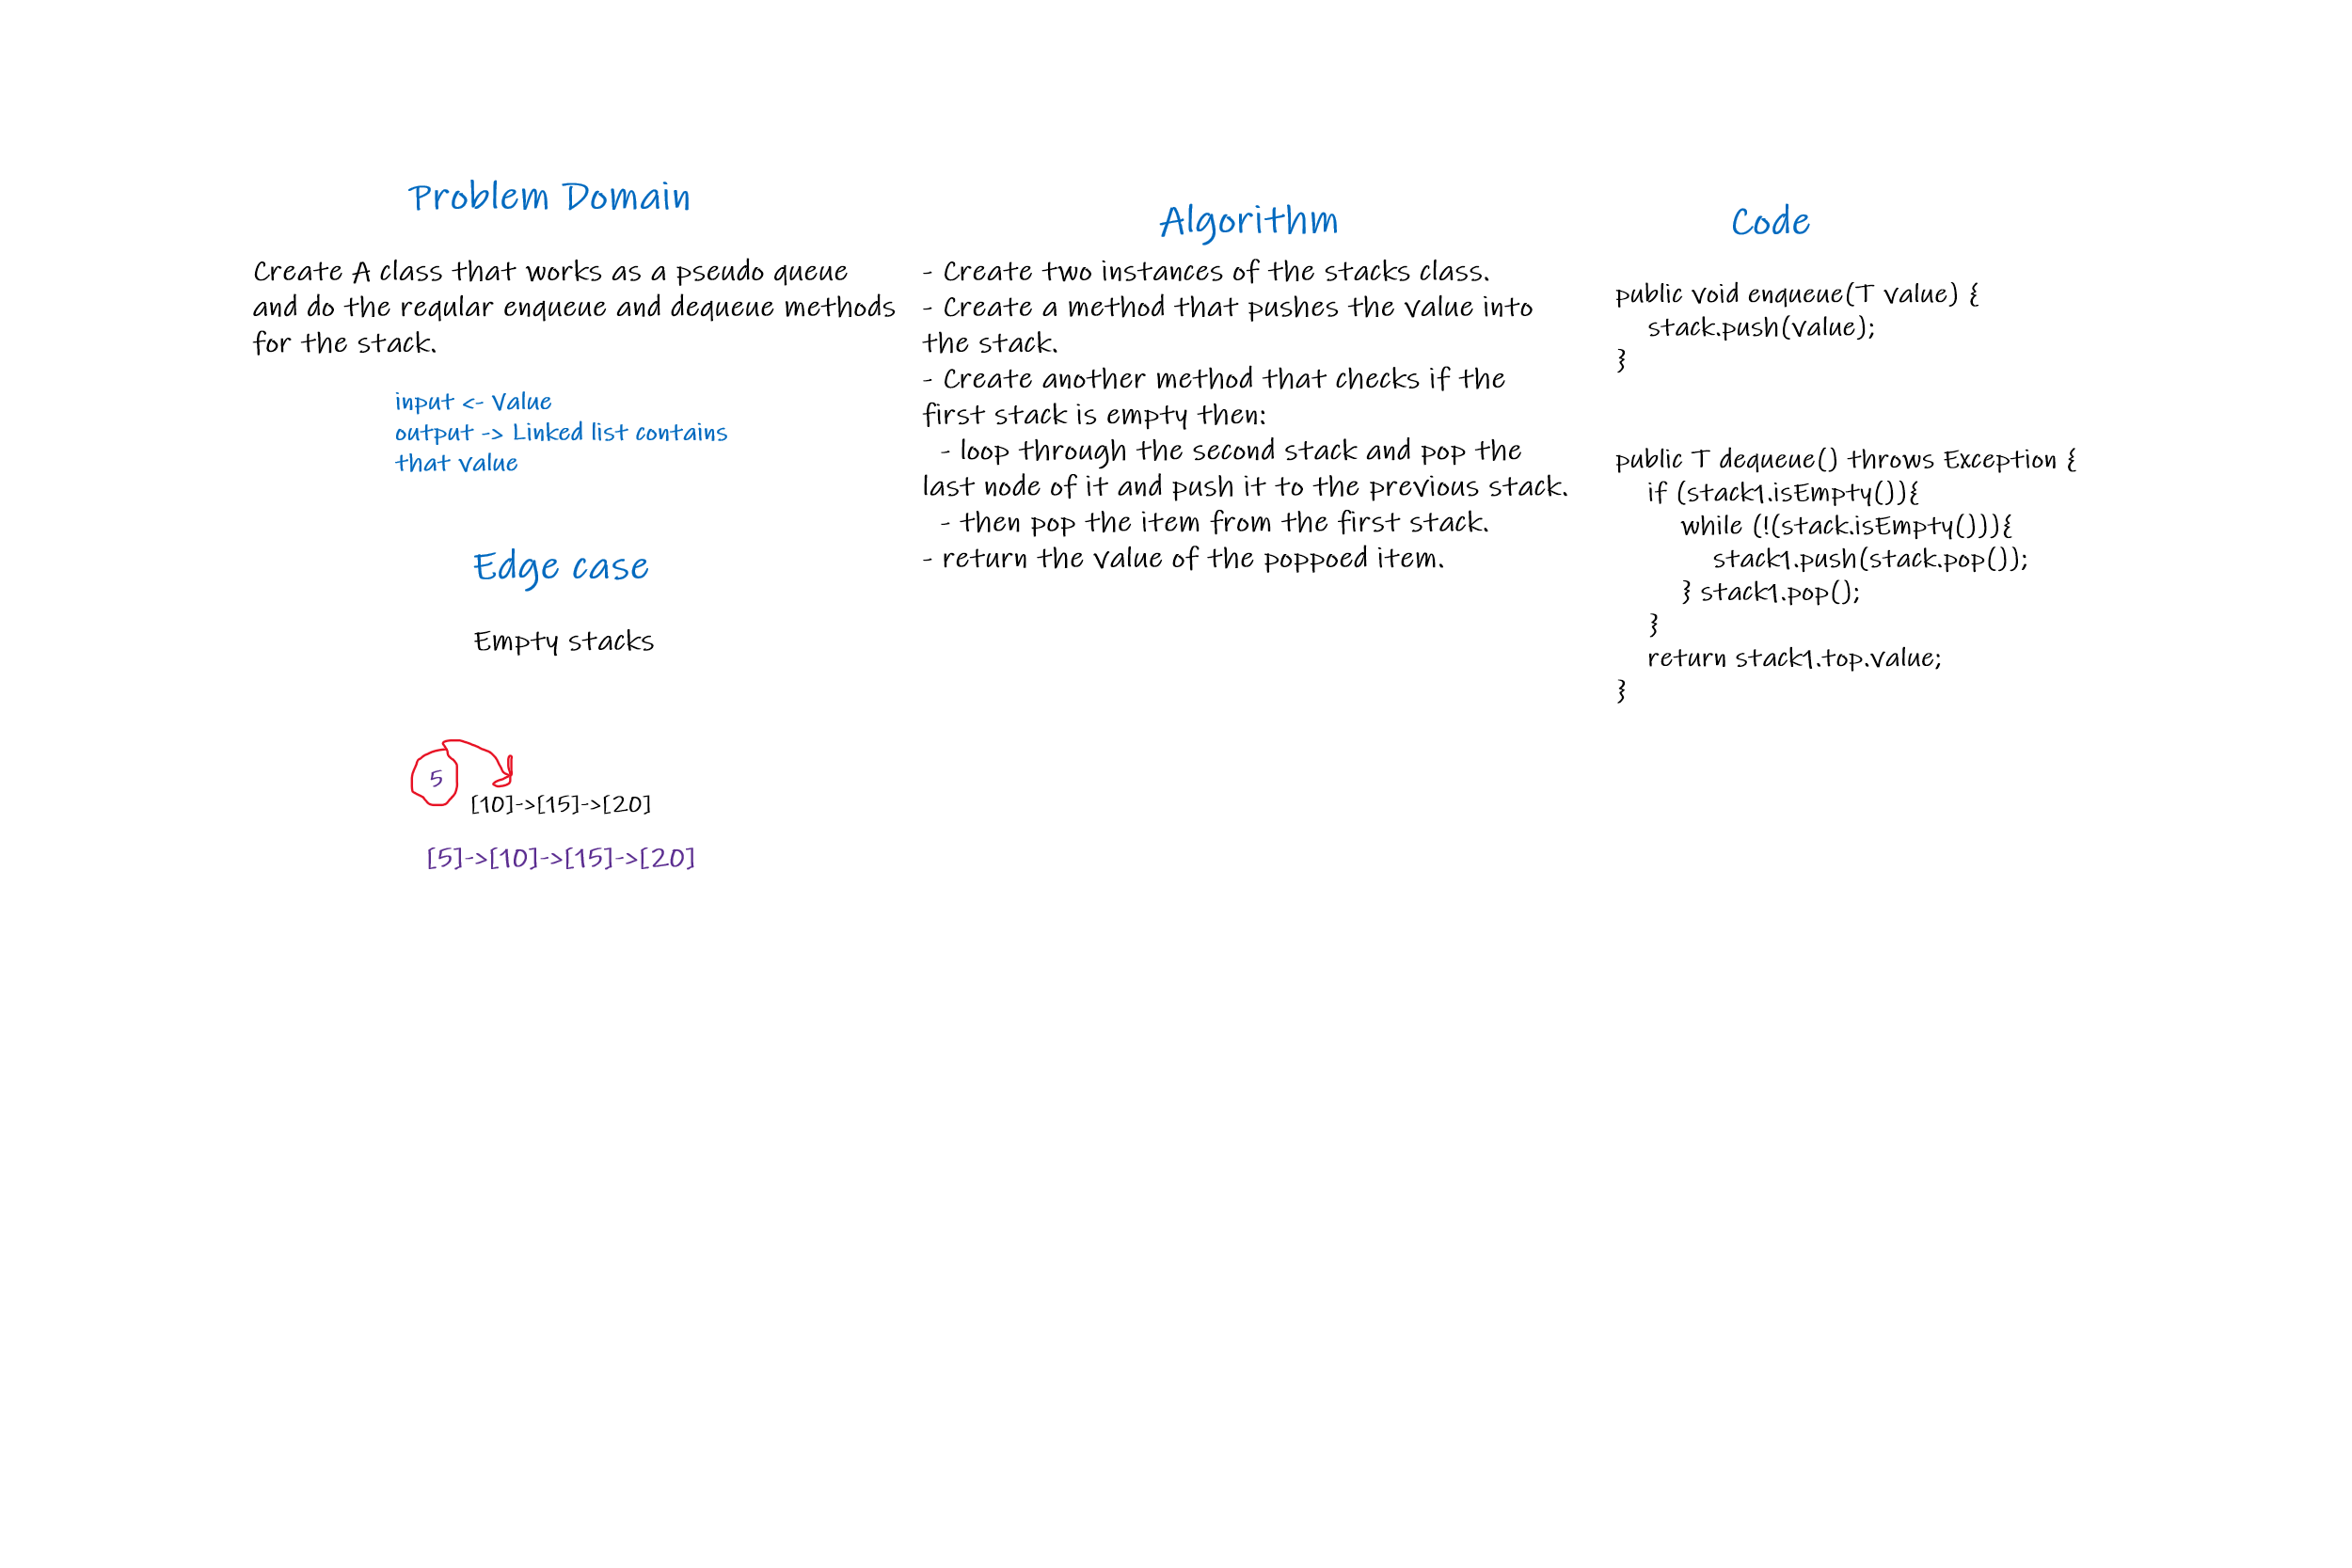 Problem Domain
Create A class that works as a pseudo queue
and do the reqular enqueue and dequeue methods
for the stack.
input <- Value
output -> Linked list contains
that value
Edge case
Empty stacks
5
[10]->[15]->[20]
[5]->[10]->[15]->[20]
Algorithm
- Create two instances of the stacks class.
- Create a method that pushes the value into
the stack.
- Create another method that checks if the
first stack is empty then:
- loop through the second stack and pop the
last node of it and push it to the previous stack.
- then pop the item from the first stack.
- return the value of the poppoed item.
Code
public void enqueue(T value) {
stack.push(value);
}
public T dequeue() throws Exception {
if (stack1.isEmpty()){
while (!(stack.isEmpty())){
stack1.push(stack.pop());
} stack1.pop();
}
return stack1.top.value;
}